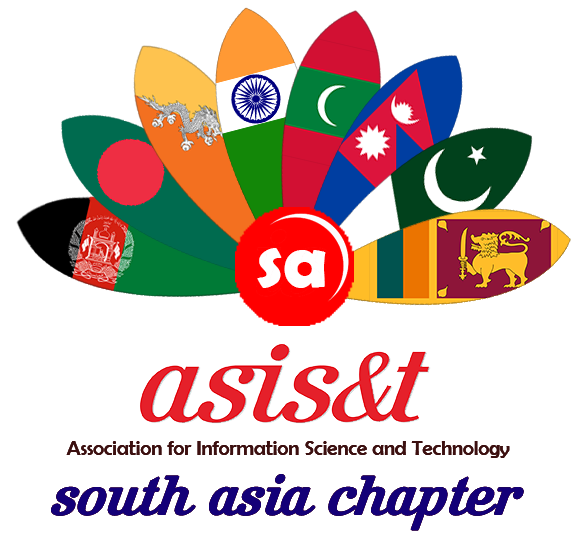 sa
asis&t
Association for Information Science and Technology
south asia chapter